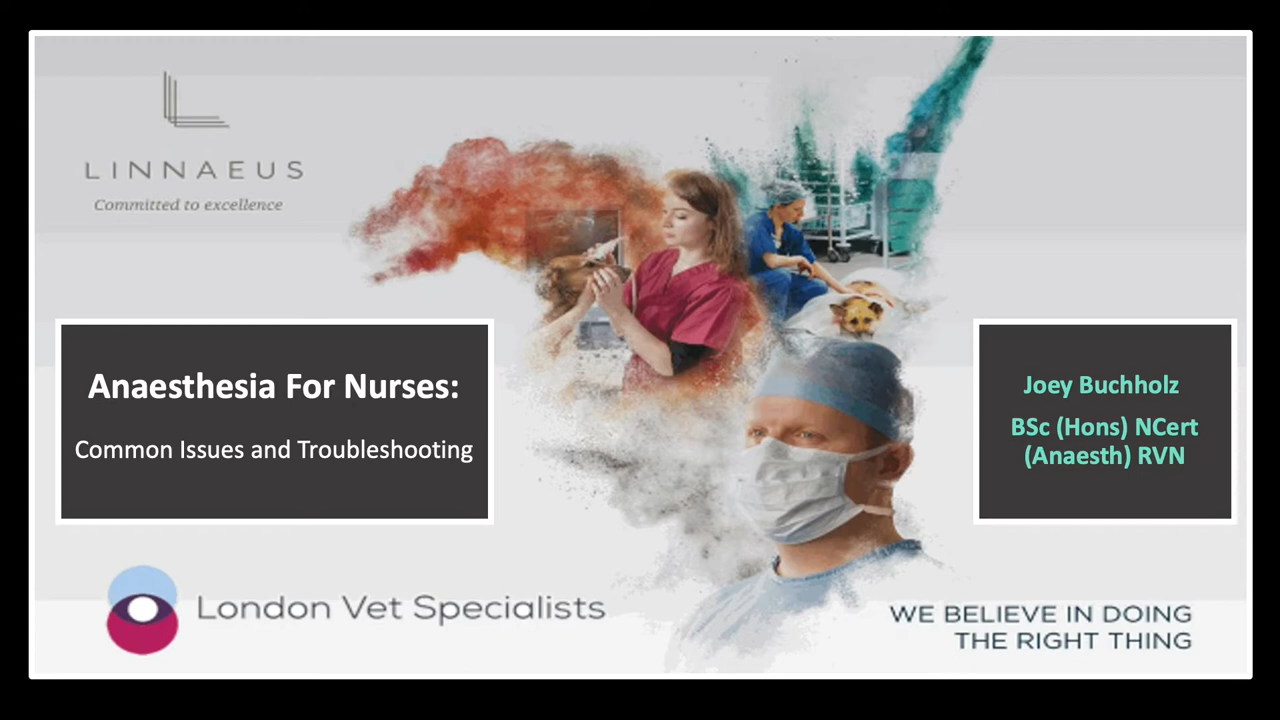 LINNAEUS
Committed to excellence
Anaesthesia For Nurses:
Common Issues and Troubleshooting
Joey Buchholz
BSc (Hons) NCert
(Anaesth) RVN
London Vet Specialists
WE BELIEVE IN DOING
THE RIGHT THING